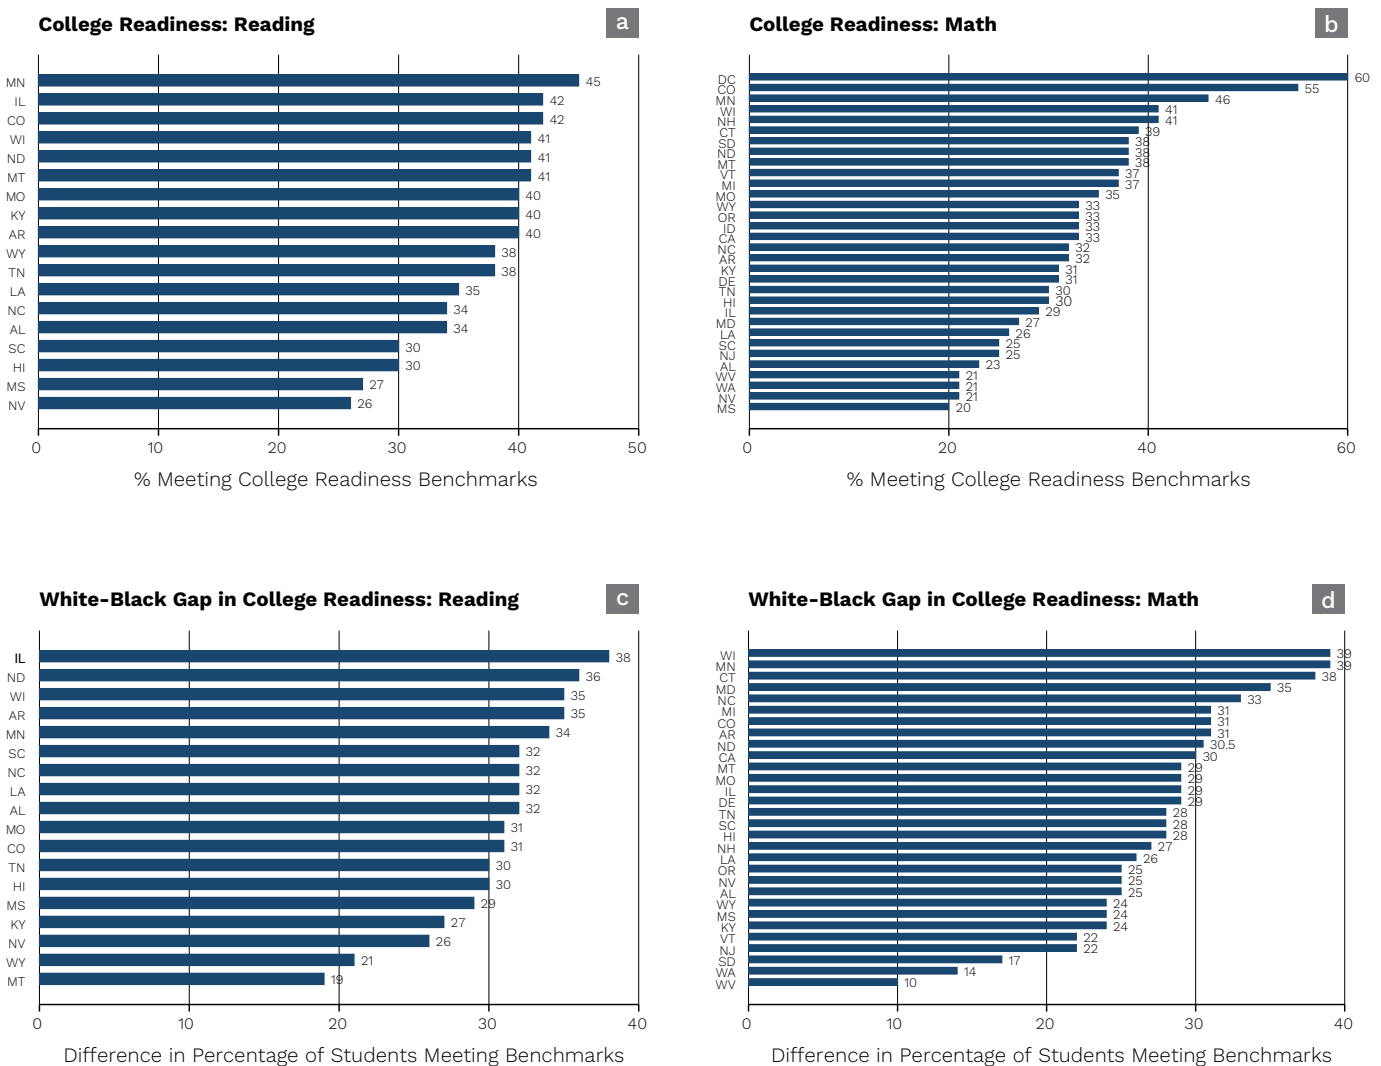 College Readiness: Reading
a
MN 45
IL 42
CO 42
WI 41
ND 41
MT 41
MO 40
KY 40
AR 40
WY 38
TN 38
LA 35
NC 34
AL 34
SC 30
HI 30
MS 27
NV 26
0 10 20 30 40 50
% Meeting College Readiness Benchmarks
College Readiness: Math
b
DC 60
CO 55
MN 46
WI 41
NH 41
CT 39
SD 38
ND 38
MT 38
VT 37
MI 37
MO 35
WY 33
OR 33
ID 33
CA 33
NC 32
AR 32
KY 31
DE 31
TN 30
HI 30
IL 29
MD 27
LA 26
SC 25
NJ 25
AL 23
WV 21
WA 21
NV 21
MS 20
0 20 40 60
% Meeting College Readiness Benchmarks
White-Black Gap in College Readiness: Reading
c
IL 38
ND 36
WI 35
AR 35
MN 34
SC 32
NC 32
LA 32
AL 32
MO 31
CO 31
TN 30
HI 30
MS 29
KY 27
NV 26
WY 21
MT 19
0 10 20 30 40
Difference in Percentage of Students Meeting Benchmarks
White-Black Gap in College Readiness: Math
d
WI 39
MN 39
CT 38
MD 35
NC 33
MI 31
CO 31
AR 31
ND 30.5
CA 30
MT 29
MO 29
IL 29
DE 29
TN 28
SC 28
HI 28
NH 27
LA 26
OR 25
NV 25
AL 25
WY 24
MS 24
KY 24
VT 22
NJ 22
SD 17
WA 14
WV 10
0 10 20 30 40
Difference in Percentage of Students Meeting Benchmarks